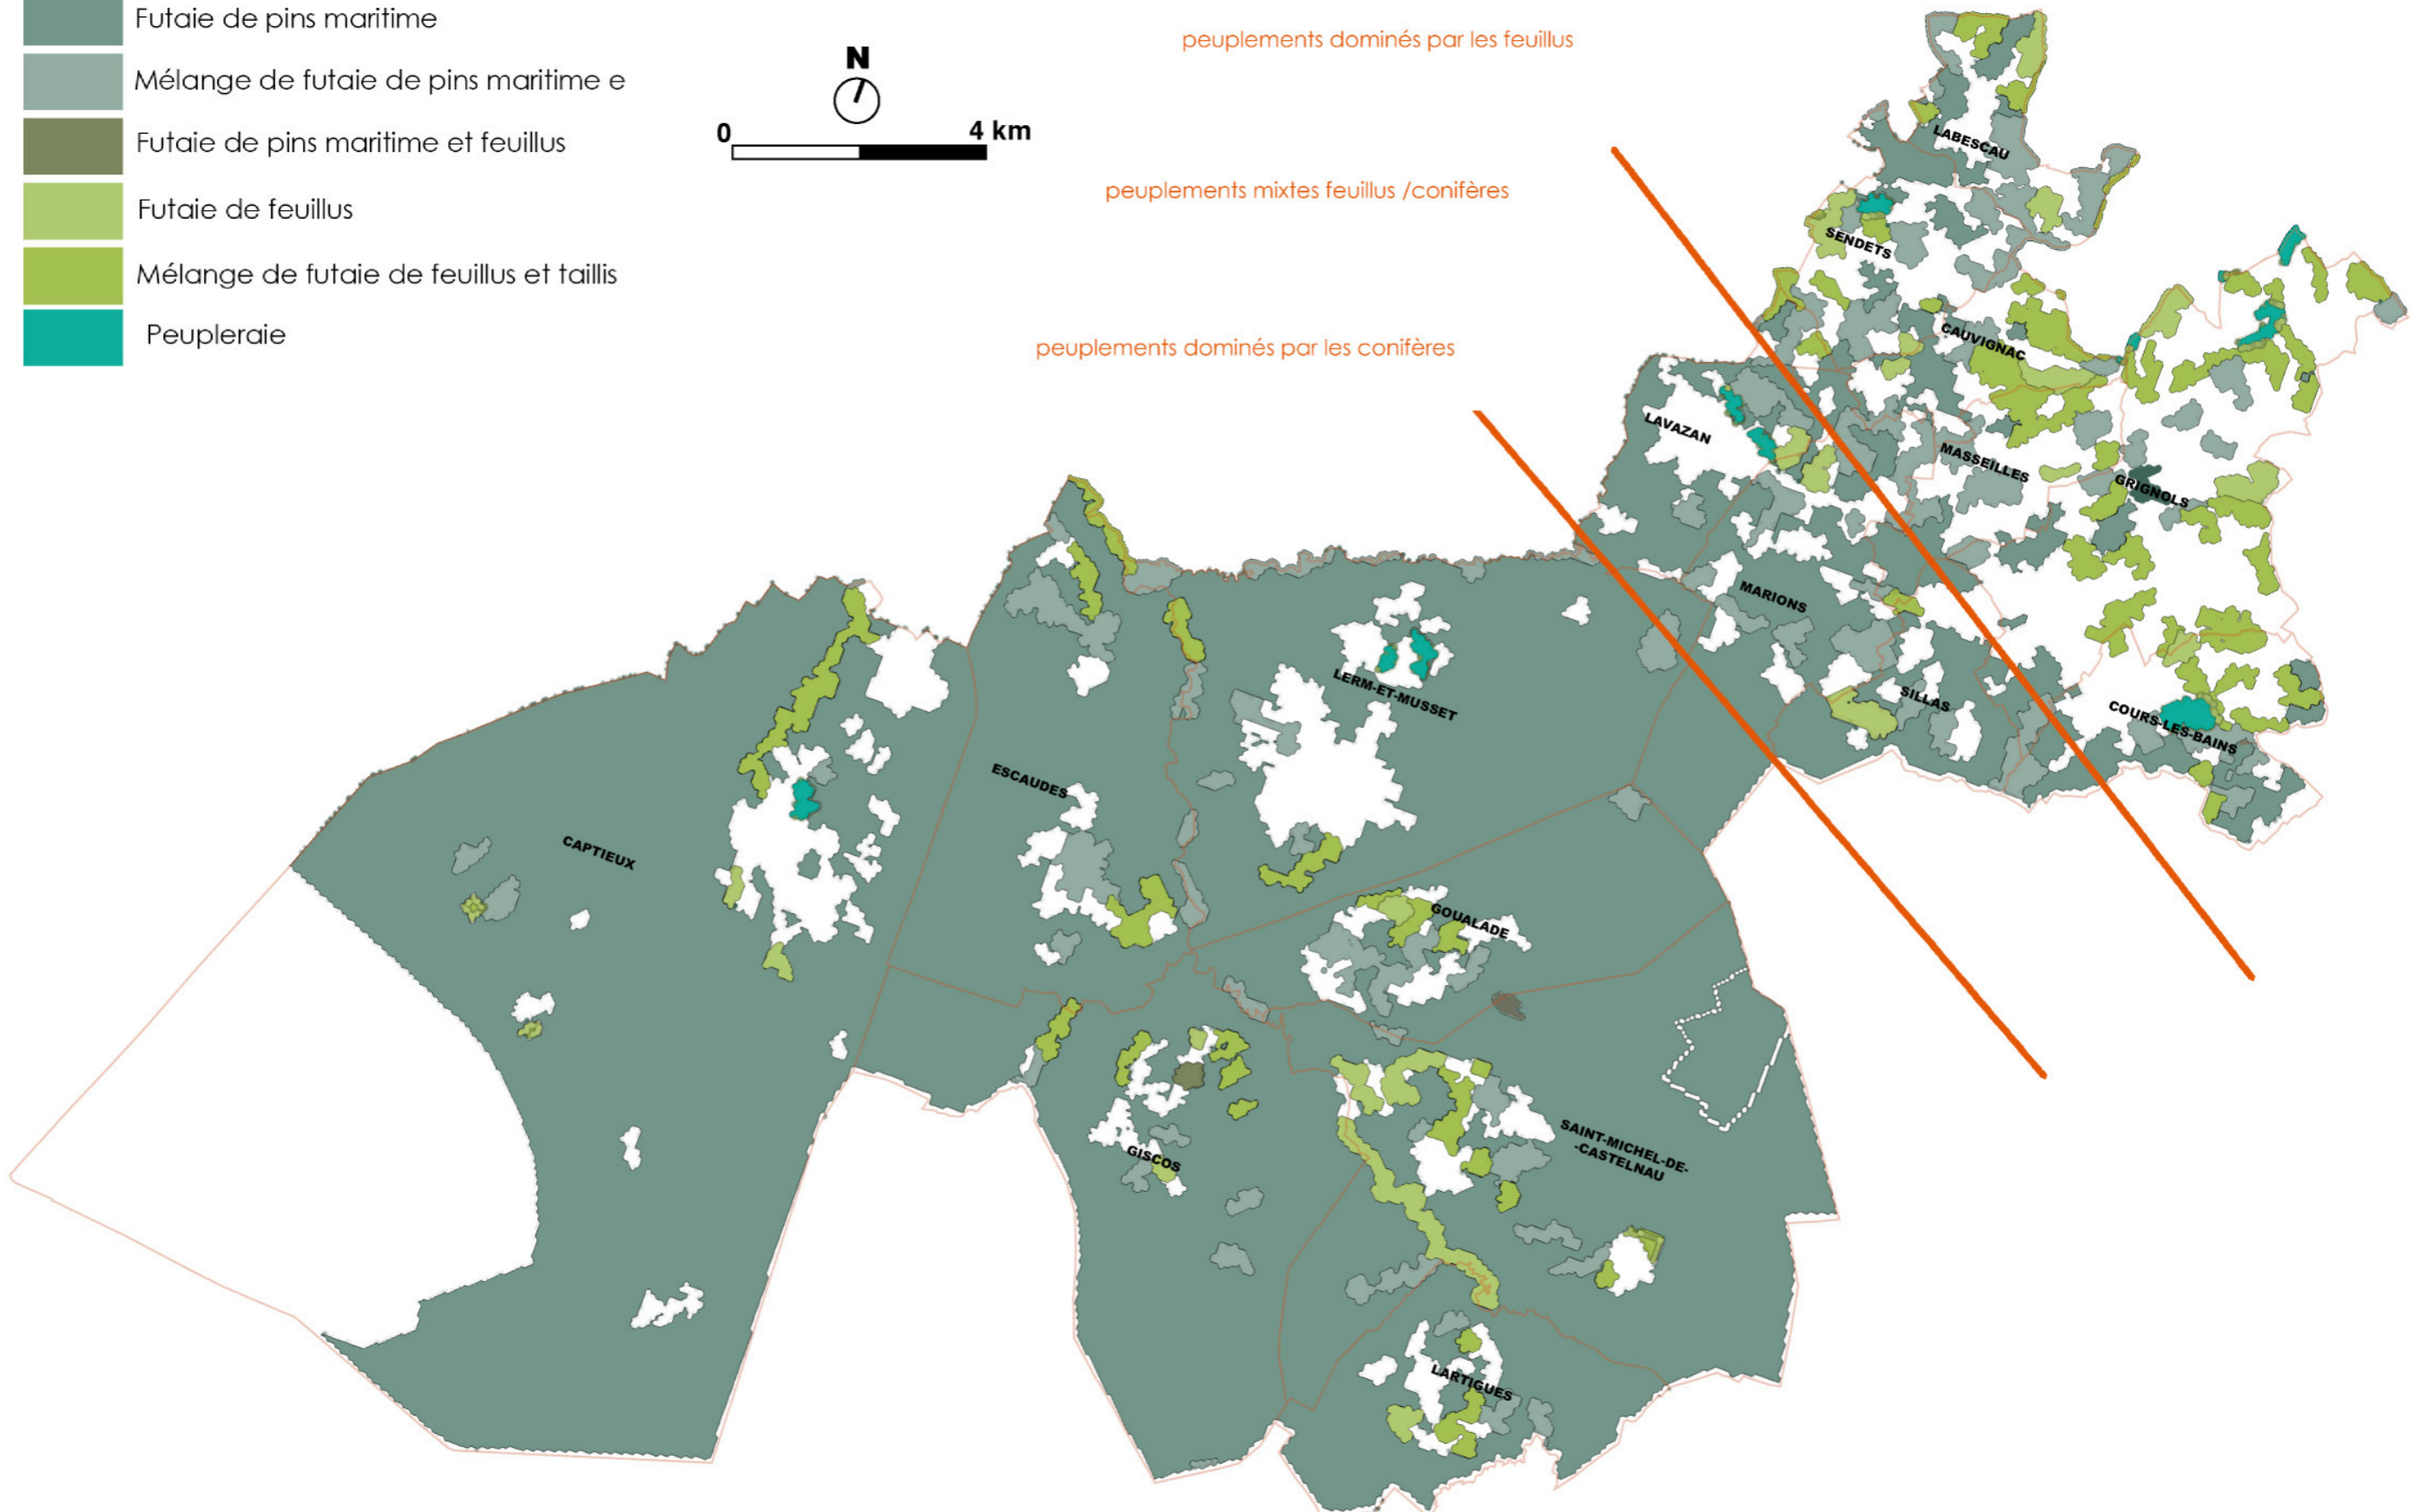 Futaie de pins maritime
Mélange de futaie de pins maritime e
Futaie de pins maritime et feuillus
Futaie de feuillus
Mélange de futaie de feuillus et taillis
Peupleraie
N
0
4 km
peuplements dominés par les feuillus
peuplements mixtes feuillus /conifères
peuplements dominés par les conifères
LABESCAU
SENDETS
CAUVIGNAC
LAVAZAN
MASSEILLES
GRIGNOLS
MARIONS
SILLAS
COURS-LES-BAINS
LERM-ET-MUSSET
ESCAUDES
CAPTIEUX
GOUALADE
SAINT-MICHEL-DE-
-CASTELNAU
GISCOS
LARTIGUES